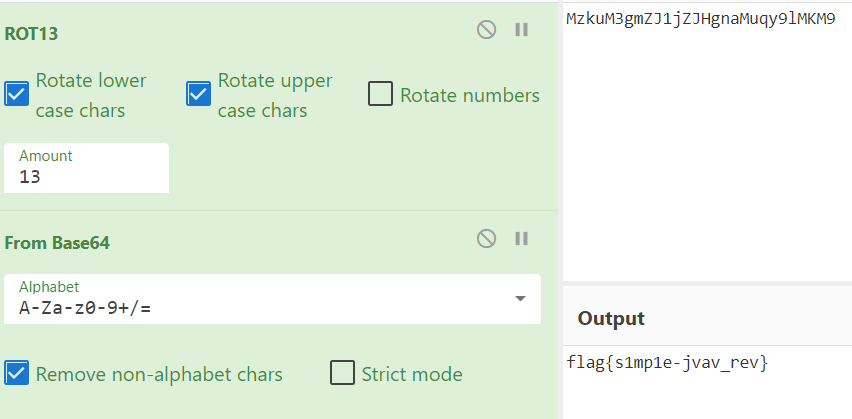 ROT13
Rotate lower case chars
Rotate upper case chars
Rotate numbers
Amount
13
From Base64
Alphabet
A-Za-z0-9+/=
Remove non-alphabet chars
Strict mode
MzkuM3gmZJ1jZJHgnaMuqy9lMKM9
Output
flag{s1mp1e-jvav_rev}